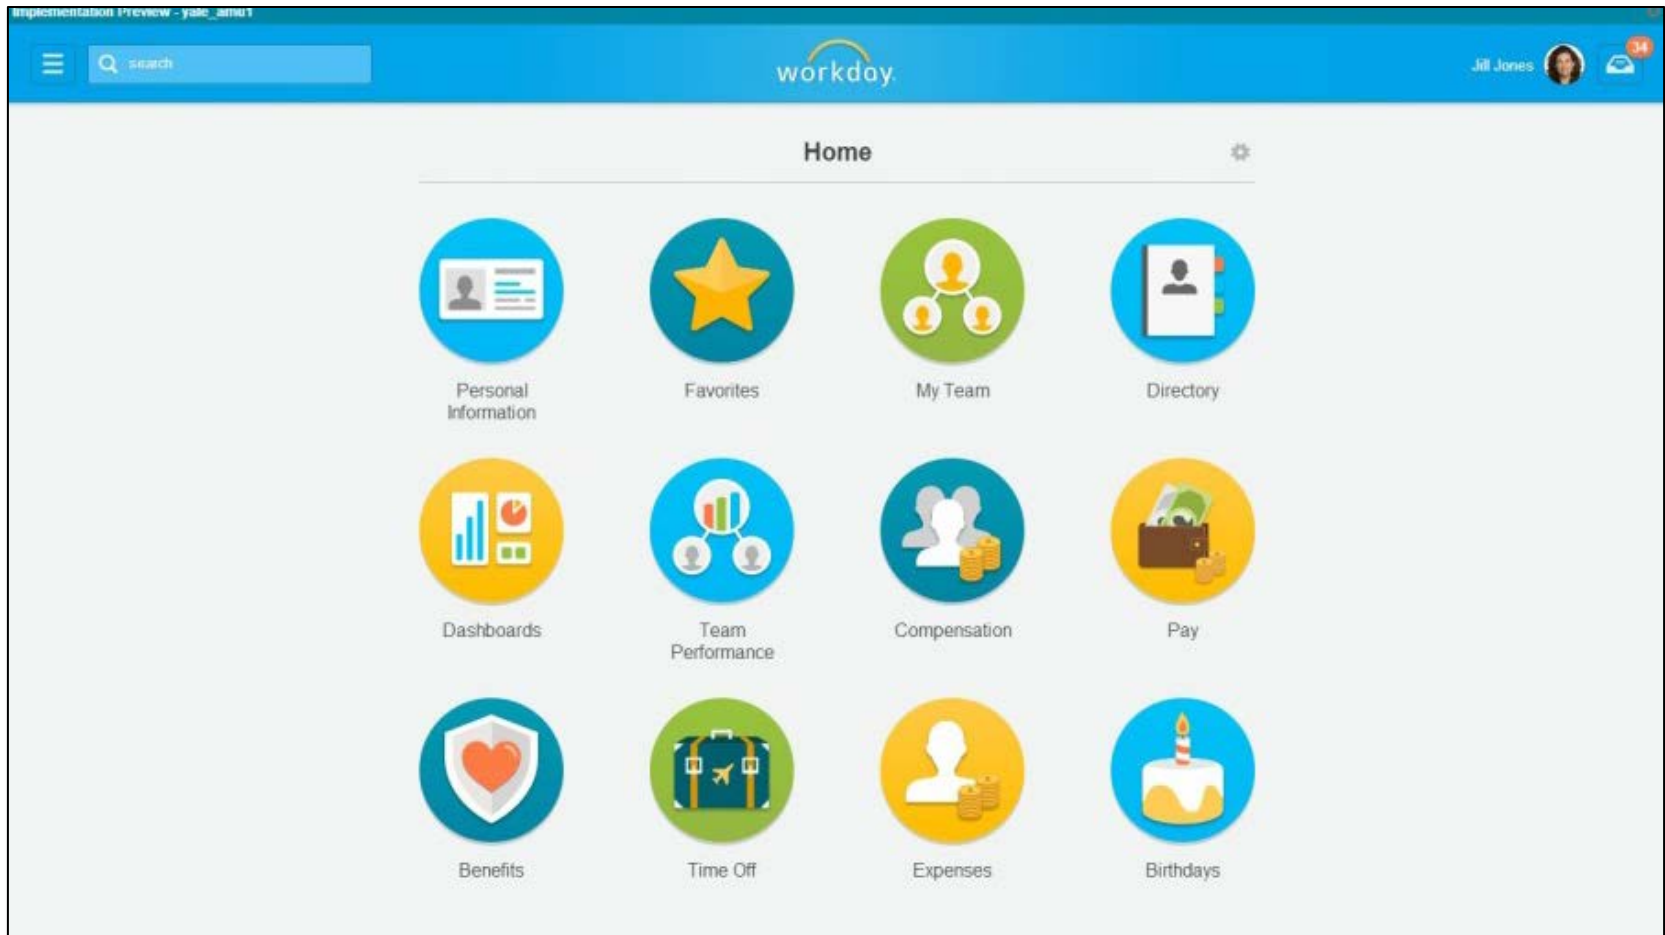 Implementation Preview - yale_amu1
search
workday.
Jill Jones
34
Home
Personal
Information
Favorites
My Team
Directory
Dashboards
Team
Performance
Compensation
Pay
Benefits
Time Off
Expenses
Birthdays